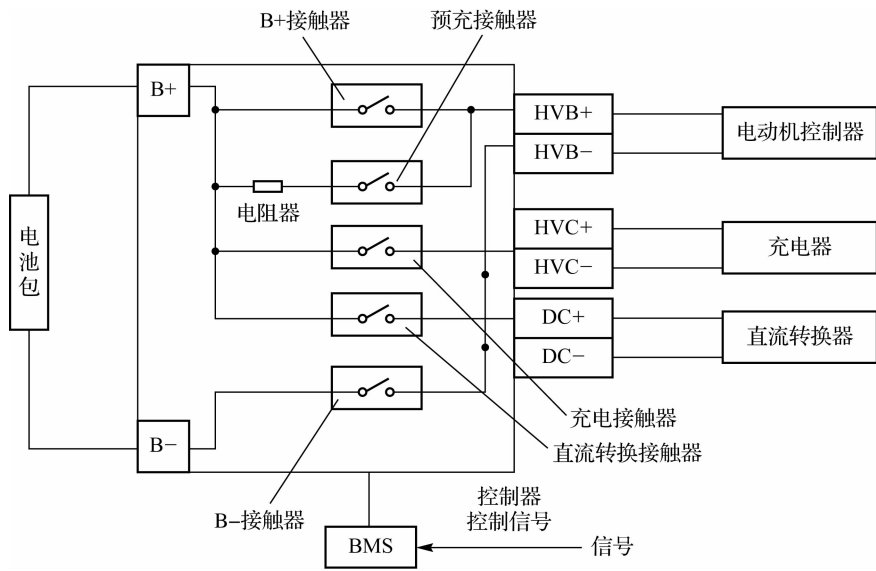 B+接触器
预充接触器
B+
HVB+
HVB−
电动机控制器
电阻器
电池包
HVC+
HVC−
充电器
DC+
DC−
直流转换器
B−
充电接触器
直流转换接触器
B−接触器
控制器
控制信号
BMS
信号